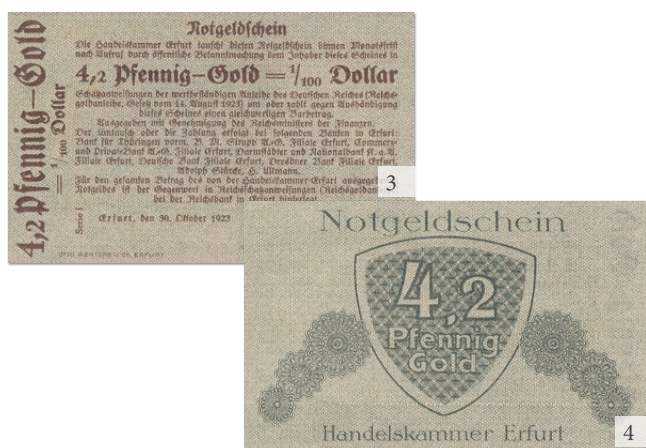 Notgeldschein
Die Handelskammer Erfurt tauscht diesen Notgeldschein binnen Monatsfrist
nach Aufruf durch öffentliche Bekanntmachung dem Inhaber dieses Scheines in
4,2 Pfennig-Gold = 1/100 Dollar
Schatzanweisungen der wertbeständigen Anleihe des Deutschen Reiches (Reichs-
goldanleihe, Gesetz vom 14. August 1923) um oder zahlt gegen Aushändigung
dieses Scheines einen gleichwertigen Barbetrag.
Ausgegeben mit Genehmigung des Reichsministers der Finanzen.
Der Umtausch oder die Zahlung erfolgt bei folgenden Banken in Erfurt:
Bank für Thüringen vorm. B. M. Strupp A.-G. Filiale Erfurt, Commerz-
und Privat-Bank A.-G. Filiale Erfurt, Darmstädter und Nationalbank K. a. A.
Filiale Erfurt, Deutsche Bank Filiale Erfurt, Dresdner Bank Filiale Erfurt,
Adolph Stürcke, H. Ullmann.
Für den gesamten Betrag des von der Handelskammer Erfurt
Notgeldes ist der Gegenwert in Reichsschatzanweisungen
bei der Reichsbank in Erfurt hinterlegt
Erfurt, den 30. Oktober 1923
4,2 Pfennig-Gold
= 1/100 Dollar
Serie I
ERFURT
3
Notgeldschein
4,2
Pfennig
Gold
Handelskammer Erfurt
4